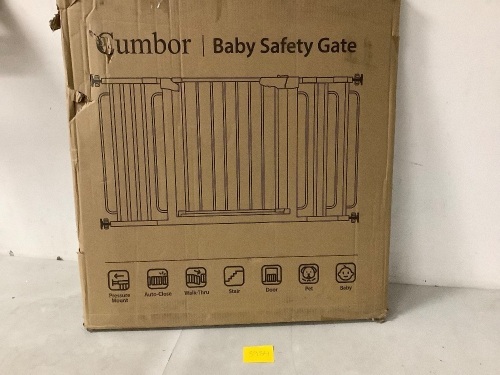 Cumbor | Baby Safety Gate
Pressure Mount Auto-Close Walk-Thru Stair Door Pet Baby